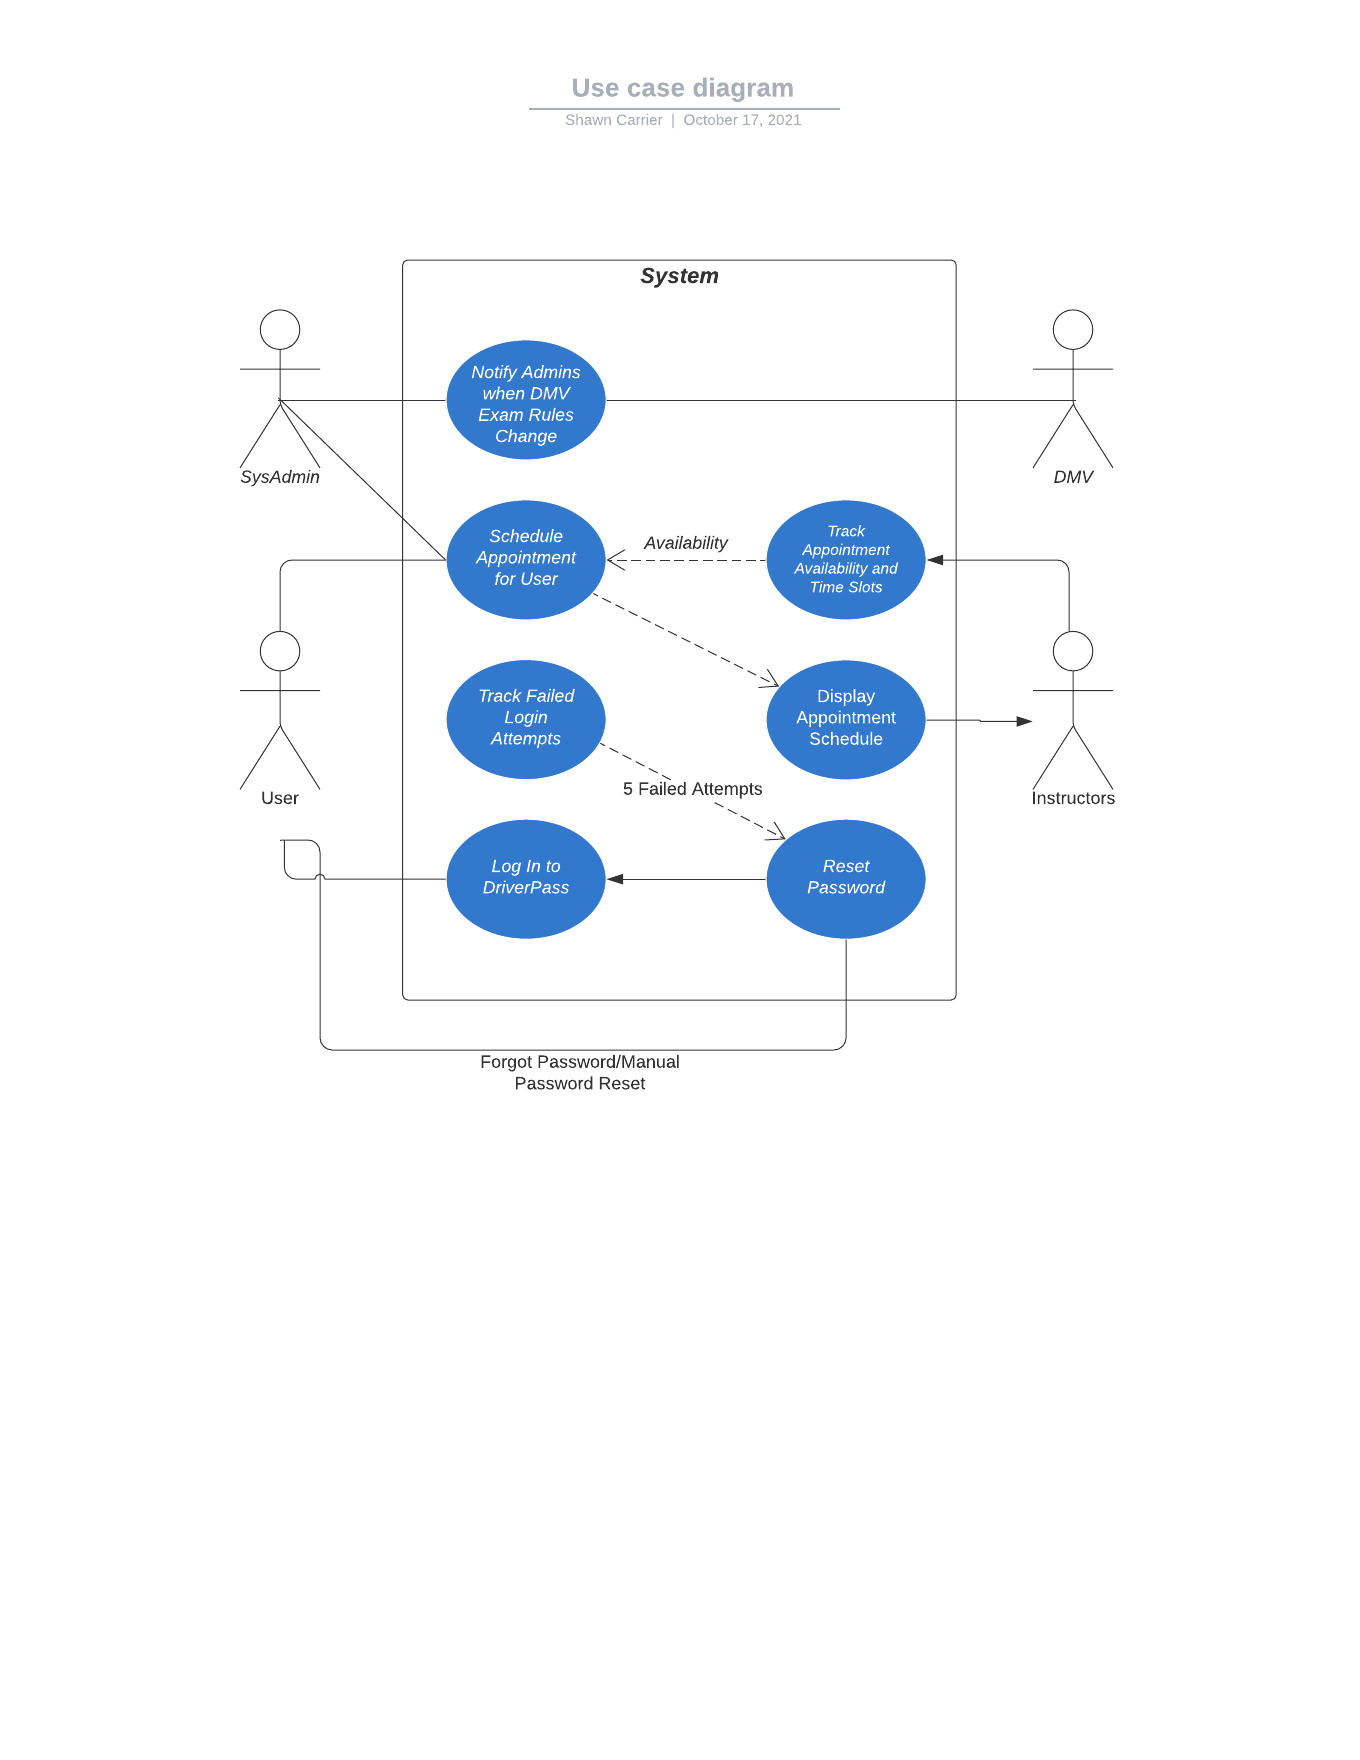 Use case diagram
Shawn Carrier | October 17, 2021
System
Notify Admins
when DMV
Exam Rules
Change
SysAdmin
DMV
Schedule
Appointment
for User
Availability
Track
Appointment
Availability and
Time Slots
Track Failed
Login
Attempts
Display
Appointment
Schedule
5 Failed Attempts
User
Instructors
Log In to
DriverPass
Reset
Password
Forgot Password/Manual
Password Reset